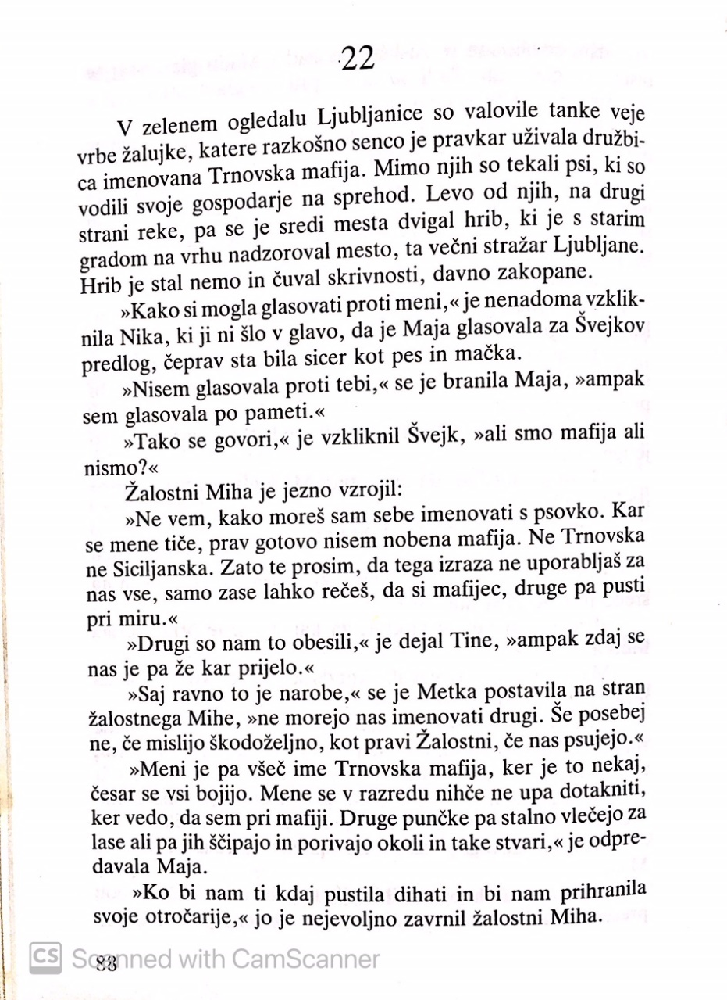 22
V zelenem ogledalu Ljubljanice so valovile tanke veje
vrbe žalujke, katere razkošno senco je pravkar uživala družbi-
ca imenovana Trnovska mafija. Mimo njih so tekali psi, ki so
vodili svoje gospodarje na sprehod. Levo od njih, na drugi
strani reke, pa se je sredi mesta dvigal hrib, ki je s starim
gradom na vrhu nadzoroval mesto, ta večni stražar Ljubljane.
Hrib je stal nemo in čuval skrivnosti, davno zakopane.
»Kako si mogla glasovati proti meni,« je nenadoma vzklik-
nila Nika, ki ji ni šlo v glavo, da je Maja glasovala za Švejkov
predlog, čeprav sta bila sicer kot pes in mačka.
»Nisem glasovala proti tebi,« se je branila Maja, »ampak
sem glasovala po pameti.«
»Tako se govori,« je vzkliknil Švejk, »ali smo mafija ali
nismo?«
Žalostni Miha je jezno vzrojil:
»Ne vem, kako moreš sam sebe imenovati s psovko. Kar
se mene tiče, prav gotovo nisem nobena mafija. Ne Trnovska
ne Siciljanska. Zato te prosim, da tega izraza ne uporabljaš za
nas vse, samo zase lahko rečeš, da si mafijec, druge pa pusti
pri miru.«
»Drugi so nam to obesili,« je dejal Tine, »ampak zdaj se
nas je pa že kar prijelo.«
»Saj ravno to je narobe,« se je Metka postavila na stran
žalostnega Mihe, »ne morejo nas imenovati drugi. Še posebej
ne, če mislijo škodoželjno, kot pravi Žalostni, če nas psujejo.«
»Meni je pa všeč ime Trnovska mafija, ker je to nekaj,
česar se vsi bojijo. Mene se v razredu nihče ne upa dotakniti,
ker vedo, da sem pri mafiji. Druge punčke pa stalno vlečejo za
lase ali pa jih ščipajo in porivajo okoli in take stvari,« je odpre-
davala Maja.
»Ko bi nam ti kdaj pustila dihati in bi nam prihranila
svoje otročarije,« jo je nejevoljno zavrnil žalostni Miha.
88
CS Scanned with CamScanner